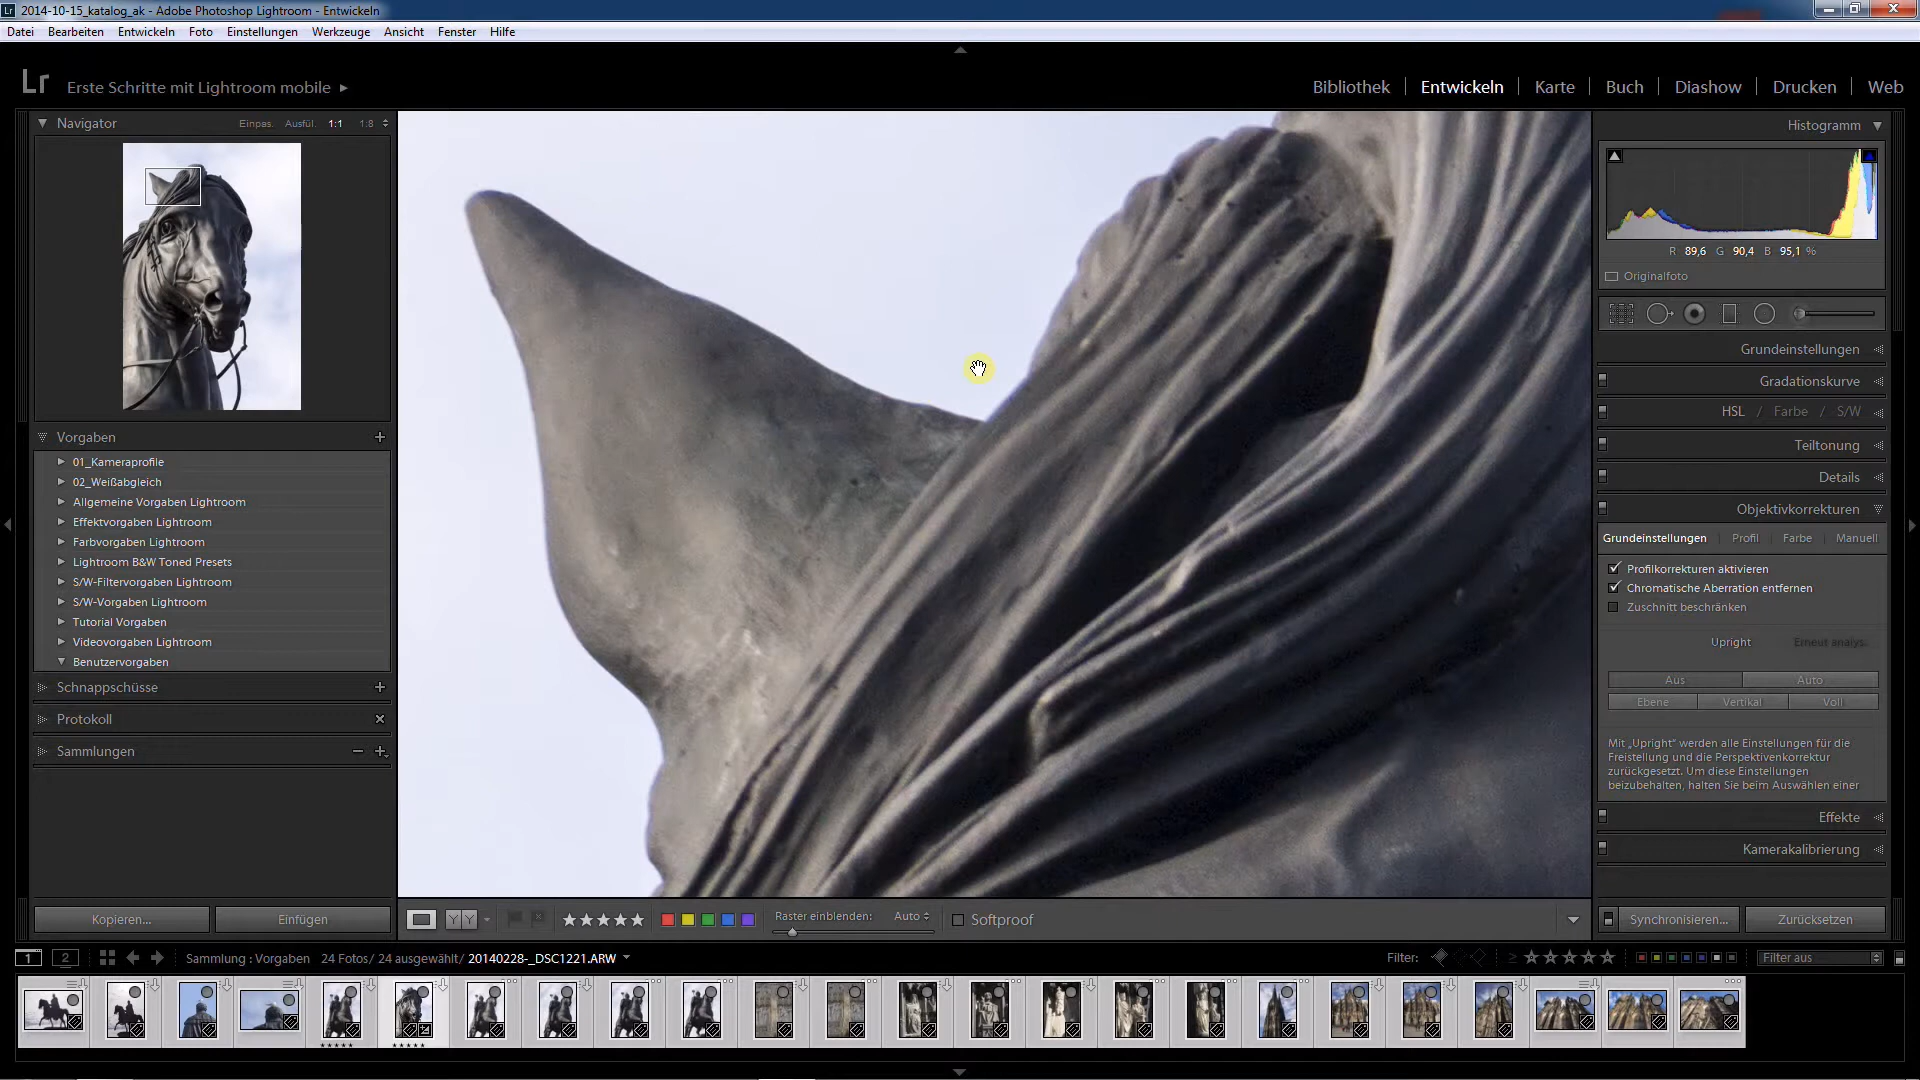 Lr 2014-10-15_katalog_ak - Adobe Photoshop Lightroom - Entwickeln
Datei Bearbeiten Entwickeln Foto Einstellungen Werkzeuge Ansicht Fenster Hilfe
Lr Erste Schritte mit Lightroom mobile
Bibliothek Entwickeln Karte Buch Diashow Drucken Web
Navigator Einpas. Ausfül. 1:1 1:8
Histogramm
R 89,6 G 90,4 B 95,1 %
Originalfoto
Grundeinstellungen
Gradationskurve
HSL / Farbe / S/W
Teiltonung
Details
Objektivkorrekturen
Grundeinstellungen Profil Farbe Manuell
Profilkorrekturen aktivieren
Chromatische Aberration entfernen
Zuschnitt beschränken
Upright Erneut analys.
Aus Auto
Ebene Vertikal Voll
Mit „Upright“ werden alle Einstellungen für die
Freistellung und die Perspektivenkorrektur
zurückgesetzt. Um diese Einstellungen
beizubehalten, halten Sie beim Auswählen einer
Effekte
Kamerakalibrierung
Vorgaben
01_Kameraprofile
02_Weißabgleich
Allgemeine Vorgaben Lightroom
Effektvorgaben Lightroom
Farbvorgaben Lightroom
Lightroom B&W Toned Presets
S/W-Filtervorgaben Lightroom
S/W-Vorgaben Lightroom
Tutorial Vorgaben
Videovorgaben Lightroom
Benutzervorgaben
Schnappschüsse
Protokoll
Sammlungen
Kopieren... Einfügen
Raster einblenden: Auto Softproof
Synchronisieren... Zurücksetzen
1 2 Sammlung : Vorgaben 24 Fotos/ 24 ausgewählt/ 20140228-_DSC1221.ARW Filter: Filter aus